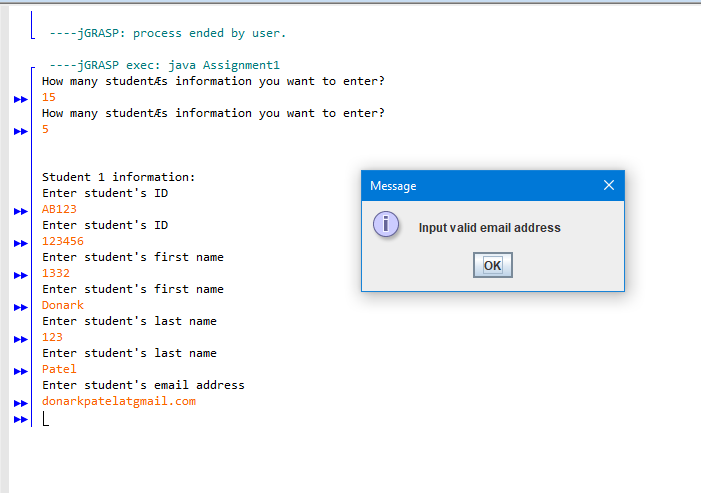 ----jGRASP: process ended by user.
----jGRASP exec: java Assignment1
How many studentÆs information you want to enter?
15
How many studentÆs information you want to enter?
5
Student 1 information:
Enter student's ID
AB123
Enter student's ID
123456
Enter student's first name
1332
Enter student's first name
Donark
Enter student's last name
123
Enter student's last name
Patel
Enter student's email address
donarkpatelatgmail.com
Message
Input valid email address
OK